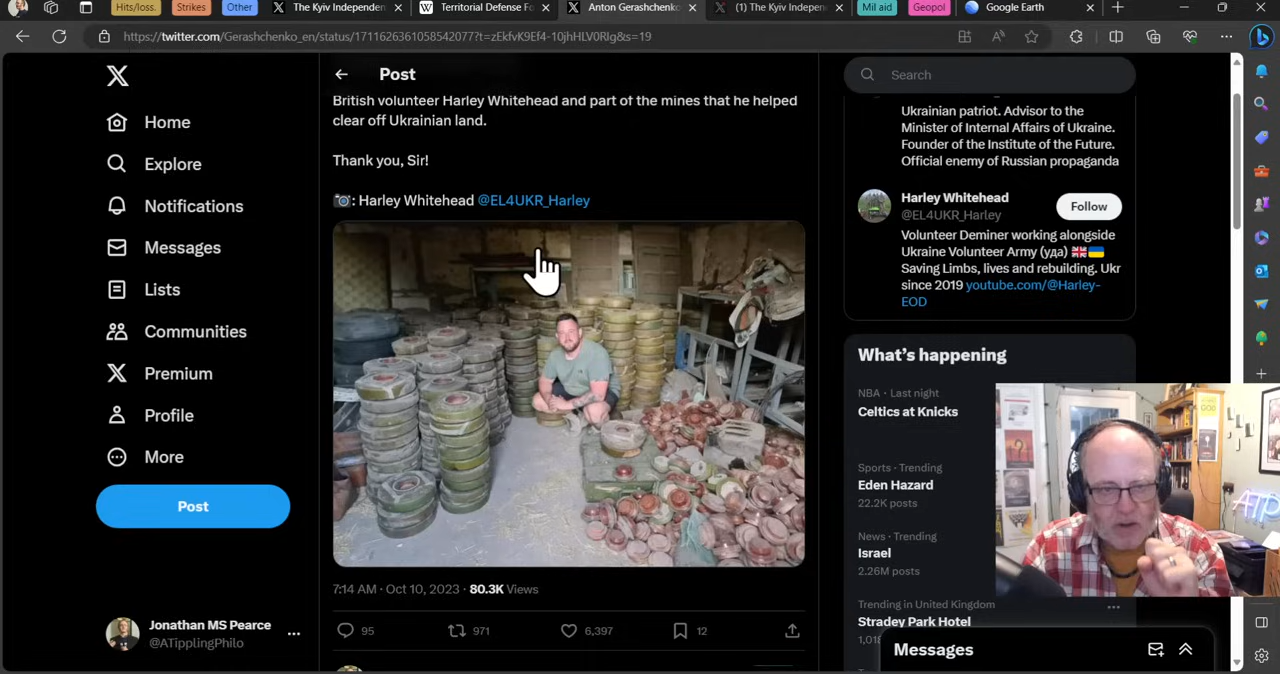 Hits/loss.
Strikes
Other
The Kyiv Independen
Territorial Defense Fo
Anton Gerashchenko
(1) The Kyiv Indepen
Mil aid
Geopol
Google Earth
https://twitter.com/Gerashchenko_en/status/1711626361058542077?t=zEkfvK9Ef4-10jhHLV0RIg&s=19
Home
Explore
Notifications
Messages
Lists
Communities
Premium
Profile
More
Post
Jonathan MS Pearce
@ATipplingPhilo
Post
British volunteer Harley Whitehead and part of the mines that he helped
clear off Ukrainian land.
Thank you, Sir!
: Harley Whitehead @EL4UKR_Harley
7:14 AM · Oct 10, 2023 · 80.3K Views
95
971
6,397
12
Search
Ukrainian patriot. Advisor to the
Minister of Internal Affairs of Ukraine.
Founder of the Institute of the Future.
Official enemy of Russian propaganda
Harley Whitehead
@EL4UKR_Harley
Follow
Volunteer Deminer working alongside
Ukraine Volunteer Army (уда)
Saving Limbs, lives and rebuilding. Ukr
since 2019 youtube.com/@Harley-
EOD
What's happening
NBA · Last night
Celtics at Knicks
Sports · Trending
Eden Hazard
22.2K posts
News · Trending
Israel
2.26M posts
Trending in United Kingdom
Stradey Park Hotel
Messages